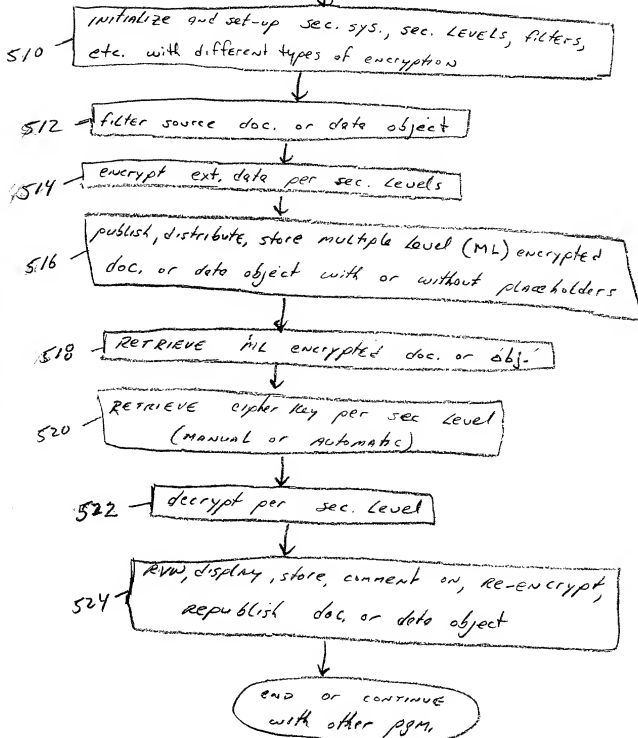 510 initialize and set-up sec. sys., sec. LEVELS, filters,
etc. with different types of encryption
512 filter source doc. or data object
514 encrypt ext. data per sec. Levels
516 publish, distribute, store multiple Level (ML) encrypted
doc. or data object with or without placeholders
518 RETRIEVE ML encrypted doc. or obj.
520 RETRIEVE cipher Key per sec Level
(MANUAL or AUTOMATIC)
522 decrypt per sec. Level
524 RVW, display, store, comment on, RE-encrypt,
republish doc. or data object
END OR CONTINUE
with other pgm.